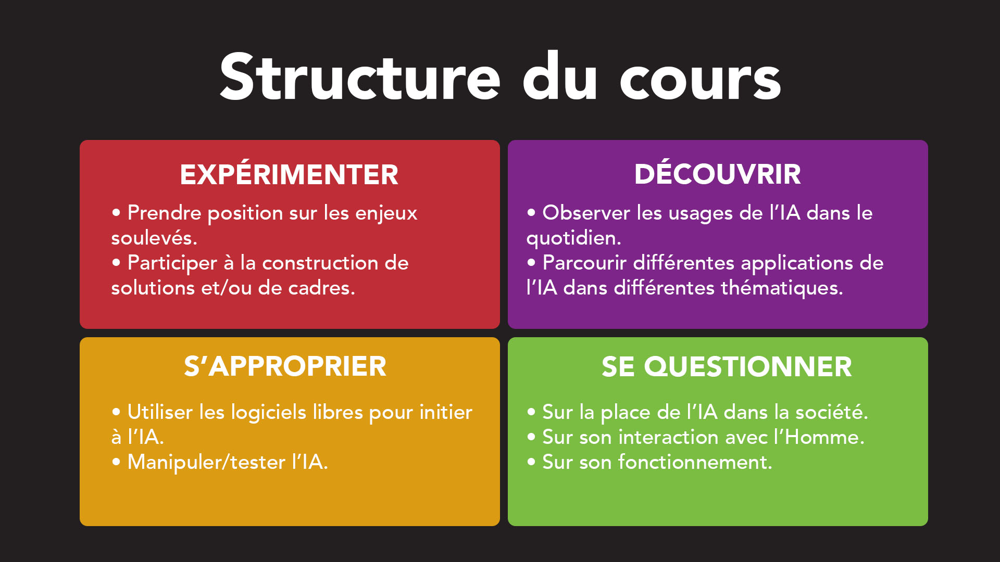 Structure du cours
EXPÉRIMENTER
• Prendre position sur les enjeux
soulevés.
• Participer à la construction de
solutions et/ou de cadres.
DÉCOUVRIR
• Observer les usages de l’IA dans le
quotidien.
• Parcourir différentes applications de
l’IA dans différentes thématiques.
S’APPROPRIER
• Utiliser les logiciels libres pour initier
à l’IA.
• Manipuler/tester l’IA.
SE QUESTIONNER
• Sur la place de l’IA dans la société.
• Sur son interaction avec l’Homme.
• Sur son fonctionnement.